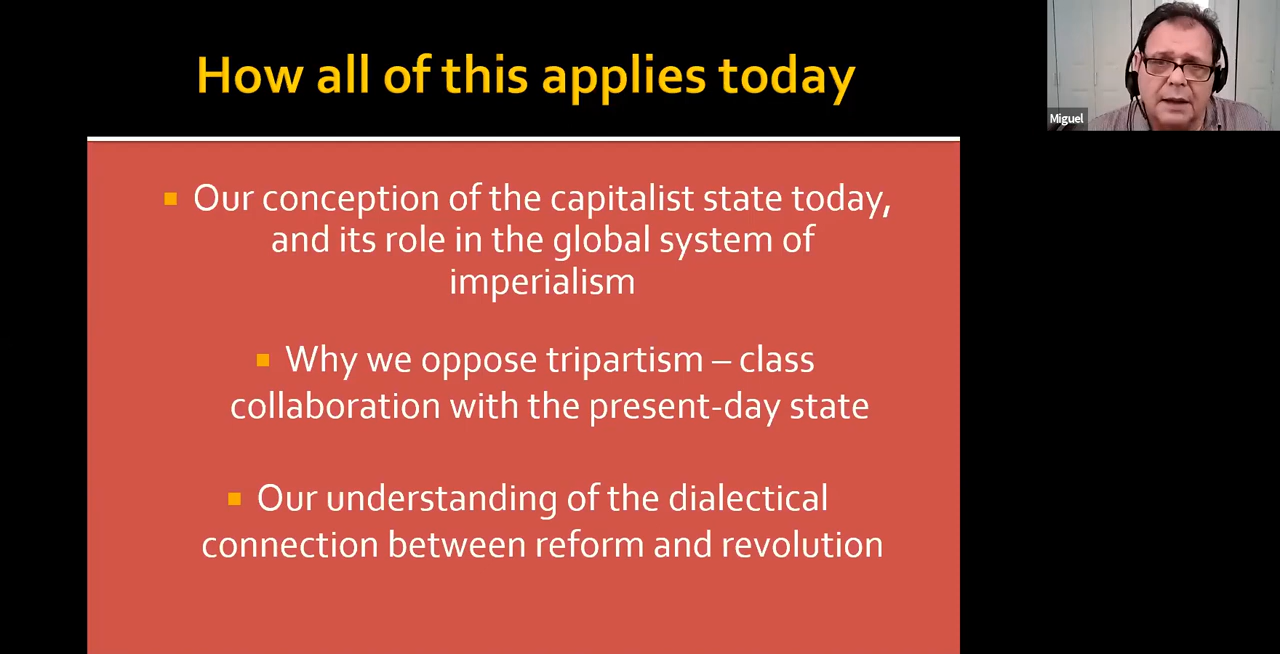 How all of this applies today
Miguel
Our conception of the capitalist state today,
and its role in the global system of
imperialism
Why we oppose tripartism – class
collaboration with the present-day state
Our understanding of the dialectical
connection between reform and revolution